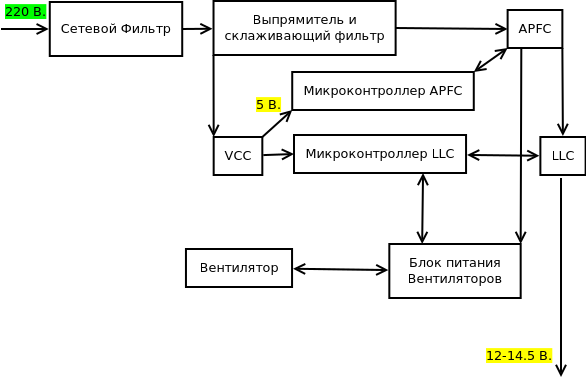 220 В.
Сетевой Фильтр
Выпрямитель и
склаживающий фильтр
APFC
5 В.
Микроконтроллер APFC
VCC
Микроконтроллер LLC
LLC
Вентилятор
Блок питания
Вентиляторов
12-14.5 В.